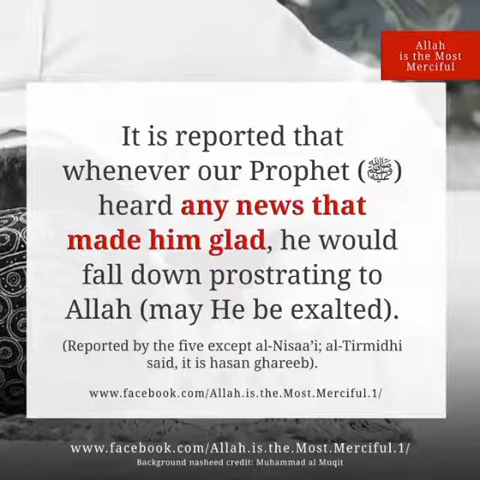 Allah
is the Most
Merciful
It is reported that
whenever our Prophet (ﷺ)
heard any news that
made him glad, he would
fall down prostrating to
Allah (may He be exalted).
(Reported by the five except al-Nisaa’i; al-Tirmidhi
said, it is hasan ghareeb).
www.facebook.com/Allah.is.the.Most.Merciful.1/
www.facebook.com/Allah.is.the.Most.Merciful.1/
Background nasheed credit: Muhammad al Muqit